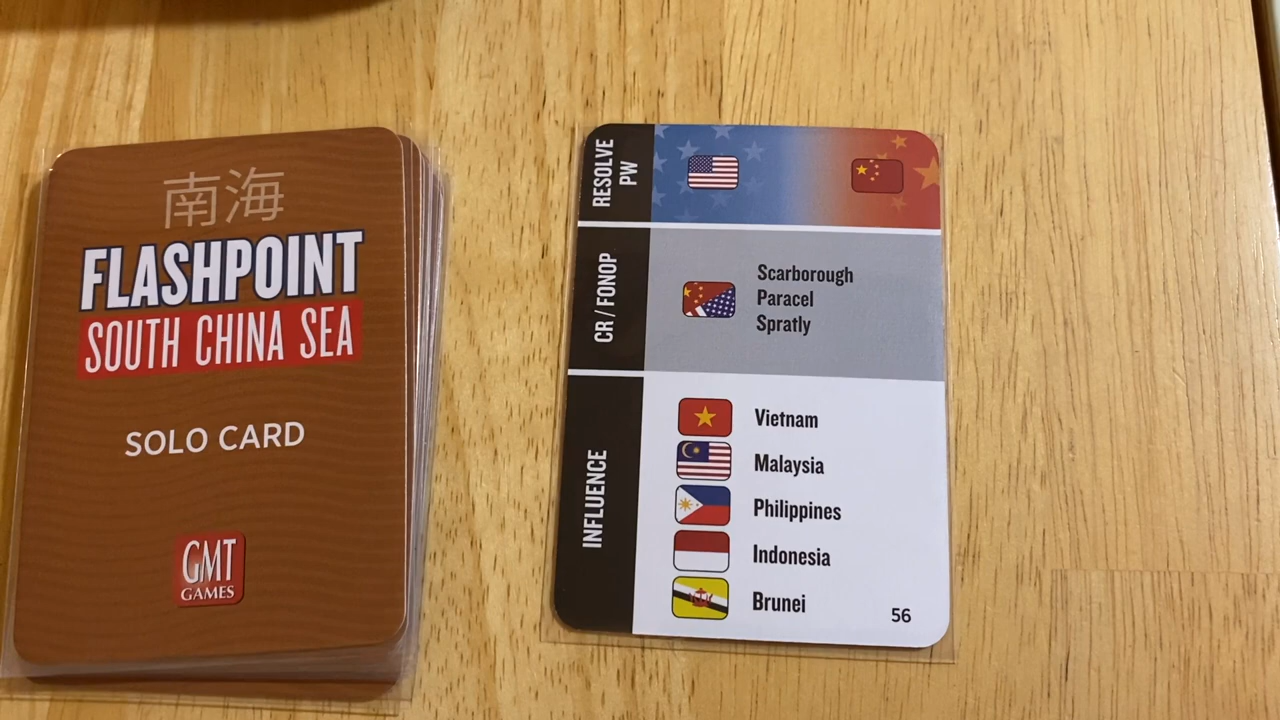 南海
FLASHPOINT
SOUTH CHINA SEA
SOLO CARD
GMT
GAMES
RESOLVE
PW
CR / FONOP
Scarborough
Paracel
Spratly
INFLUENCE
Vietnam
Malaysia
Philippines
Indonesia
Brunei
56